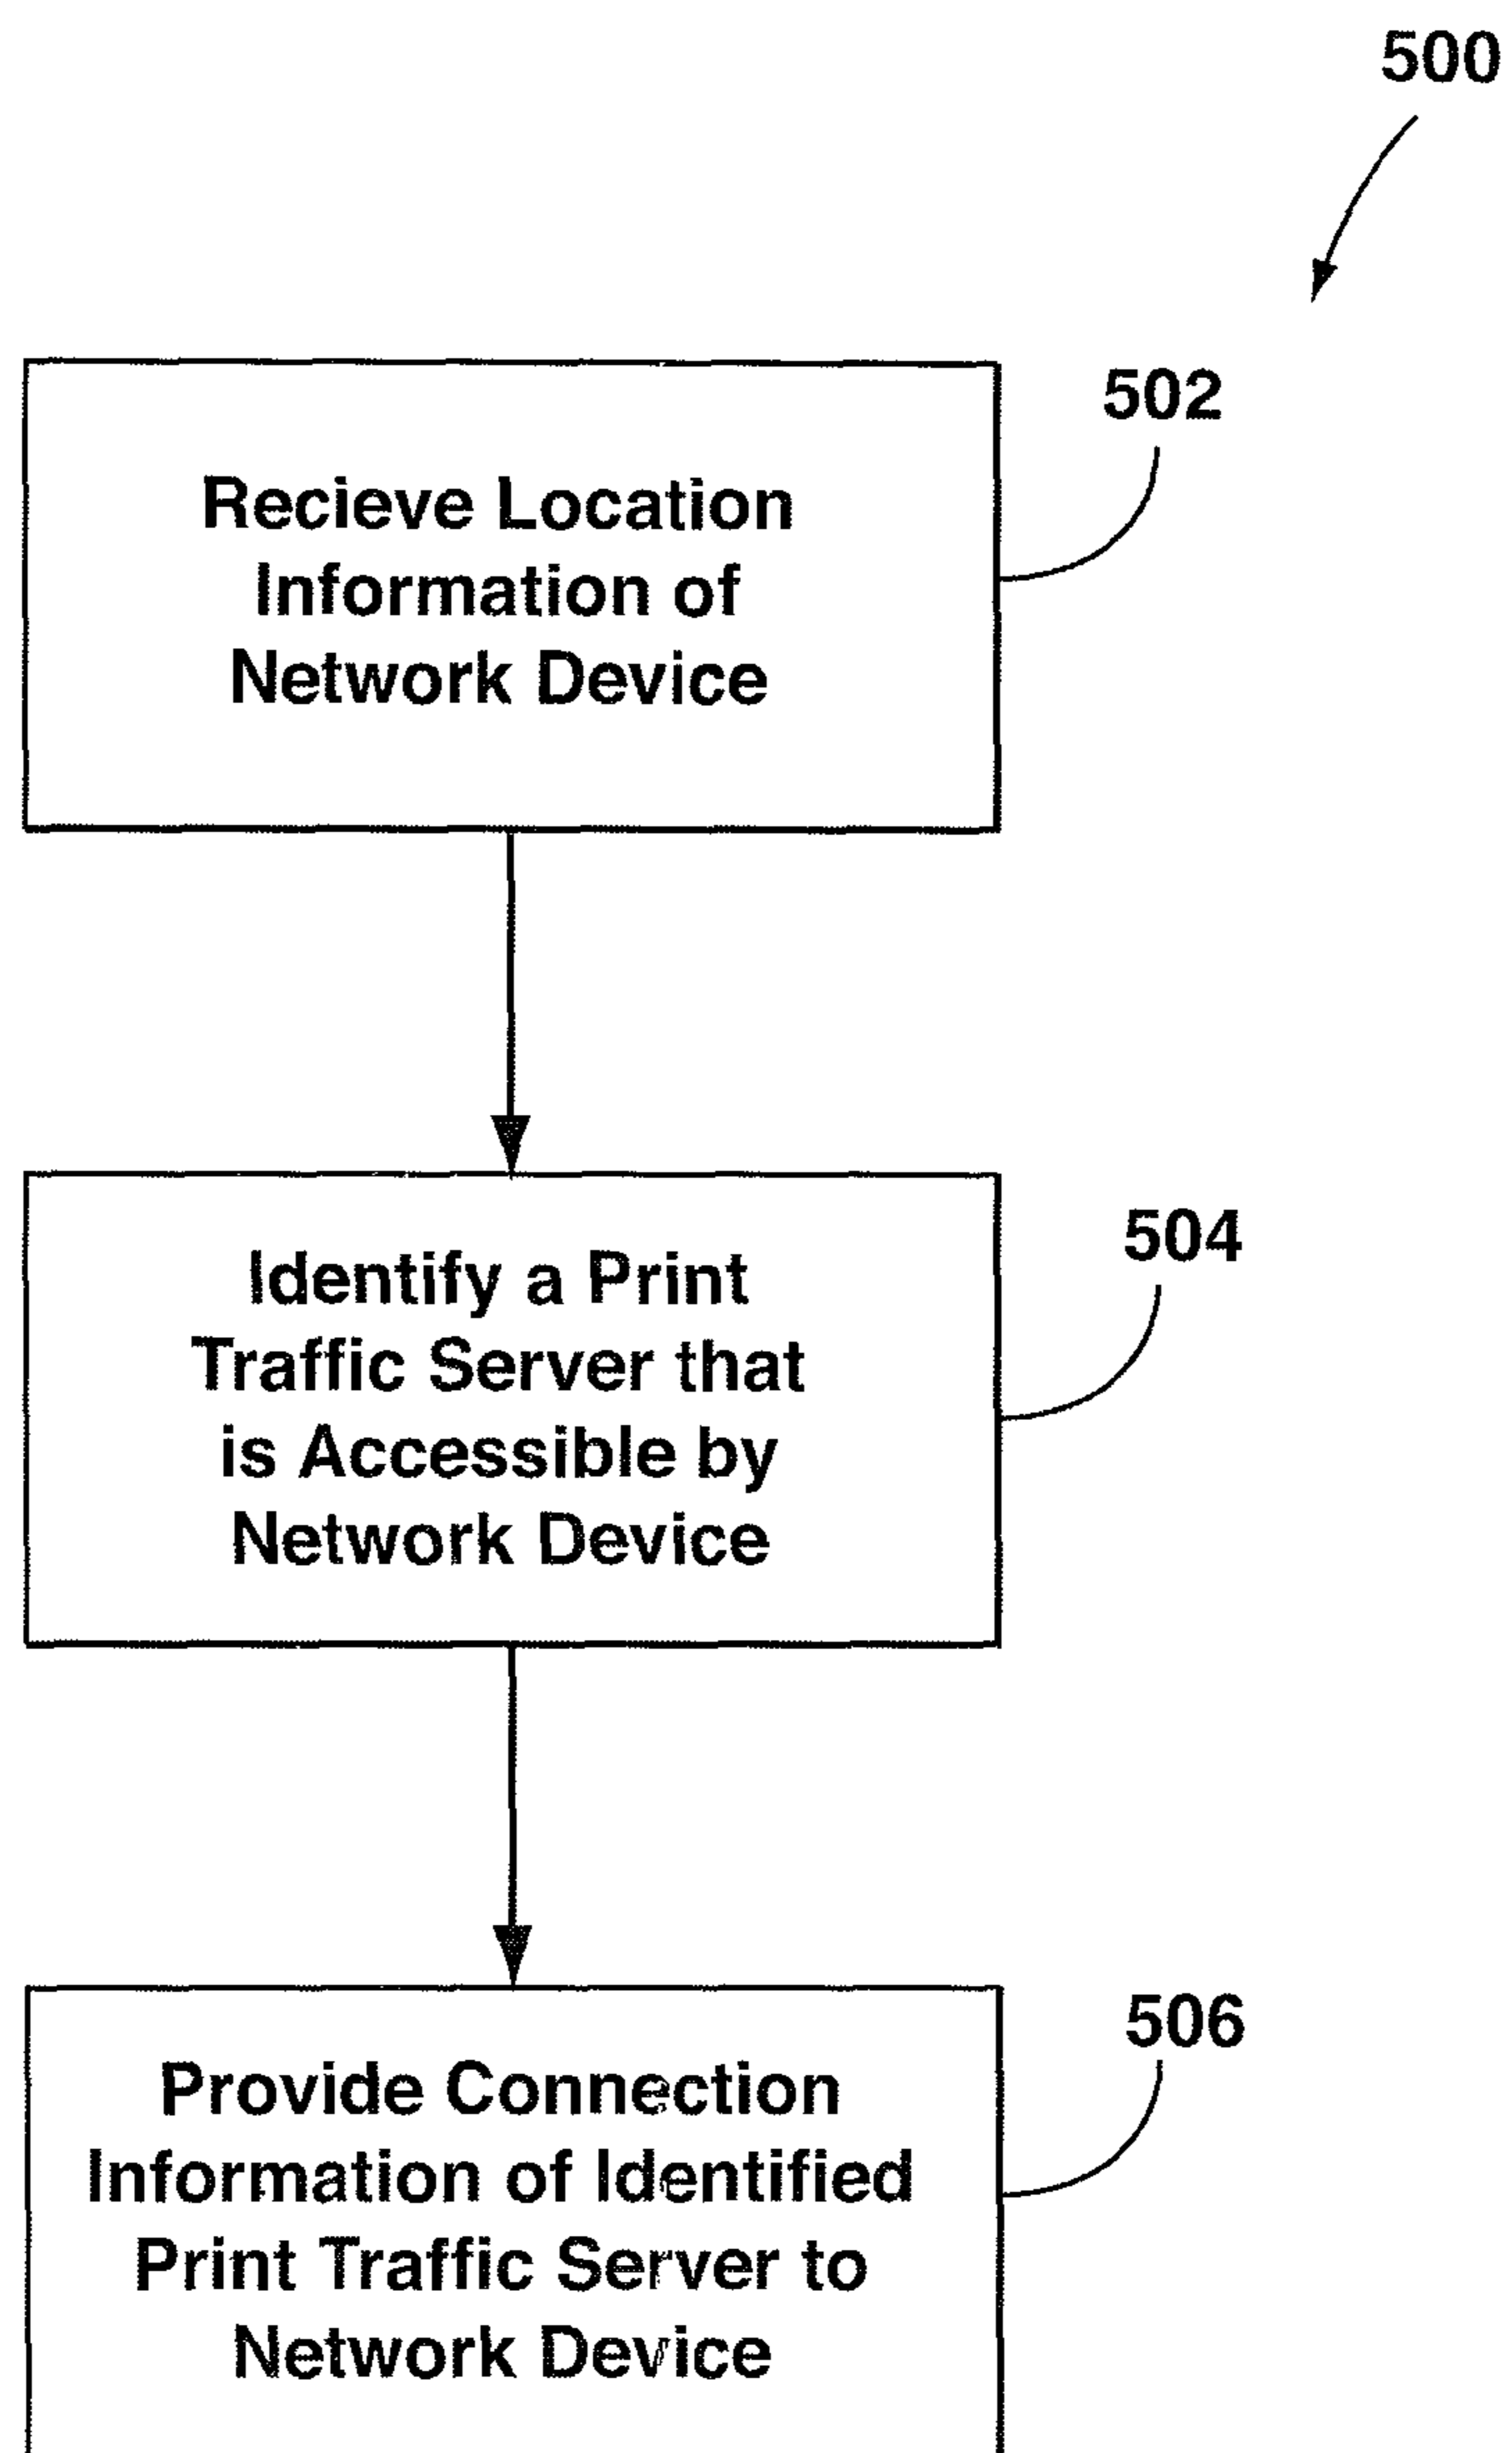 500
502
Recieve Location
Information of
Network Device
504
Identify a Print
Traffic Server that
is Accessible by
Network Device
506
Provide Connection
Information of Identified
Print Traffic Server to
Network Device